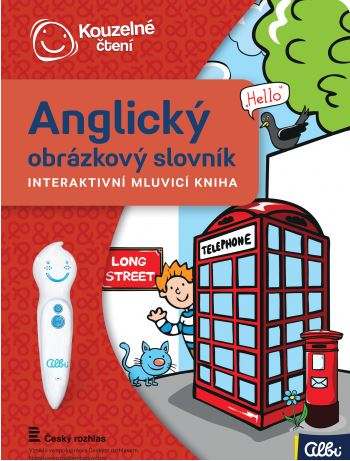 Kouzelné
čtení
„Hello"
Anglický
obrázkový slovník
INTERAKTIVNÍ MLUVICÍ KNIHA
TELEPHONE
LONG
STREET
Albi
Český rozhlas
Albi